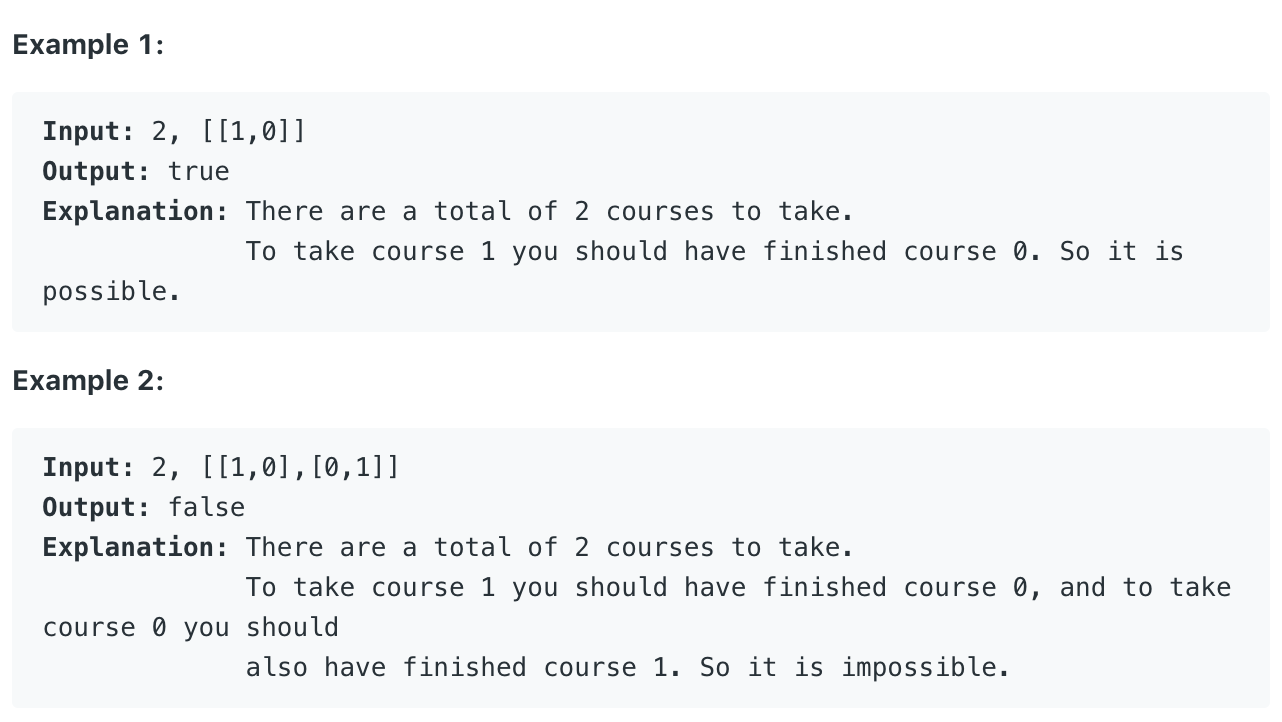 Example 1:
Input: 2, [[1,0]]
Output: true
Explanation: There are a total of 2 courses to take.
To take course 1 you should have finished course 0. So it is
possible.
Example 2:
Input: 2, [[1,0],[0,1]]
Output: false
Explanation: There are a total of 2 courses to take.
To take course 1 you should have finished course 0, and to take
course 0 you should
also have finished course 1. So it is impossible.